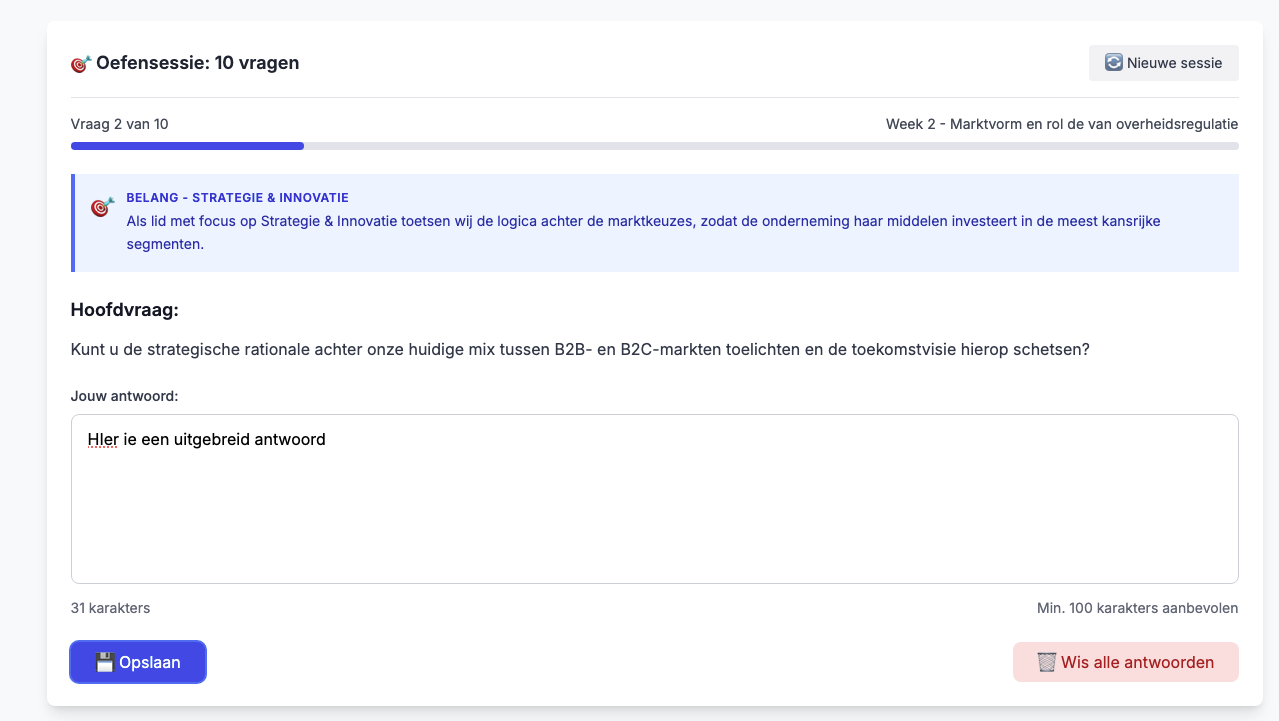 Oefensessie: 10 vragen
Nieuwe sessie
Vraag 2 van 10
Week 2 - Marktvorm en rol de van overheidsregulatie
BELANG - STRATEGIE & INNOVATIE
Als lid met focus op Strategie & Innovatie toetsen wij de logica achter de marktkeuzes, zodat de onderneming haar middelen investeert in de meest kansrijke
segmenten.
Hoofdvraag:
Kunt u de strategische rationale achter onze huidige mix tussen B2B- en B2C-markten toelichten en de toekomstvisie hierop schetsen?
Jouw antwoord:
HIer ie een uitgebreid antwoord
31 karakters
Min. 100 karakters aanbevolen
Opslaan
Wis alle antwoorden